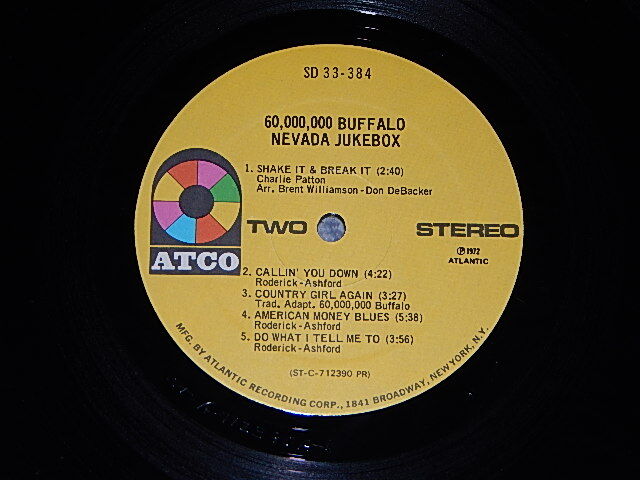 SD 33-384
60,000,000 BUFFALO
NEVADA JUKEBOX
1. SHAKE IT & BREAK IT (2:40)
Charlie Patton
Arr. Brent Williamson-Don DeBacker
TWO
STEREO
ATCO
℗ 1972
ATLANTIC
2. CALLIN' YOU DOWN (4:22)
Roderick-Ashford
3. COUNTRY GIRL AGAIN (3:27)
Trad. Adapt. 60,000,000 Buffalo
4. AMERICAN MONEY BLUES (5:38)
Roderick-Ashford
5. DO WHAT I TELL ME TO (3:56)
Roderick-Ashford
(ST-C-712390 PR)
MFG. BY ATLANTIC RECORDING CORP., 1841 BROADWAY, NEW YORK, N.Y.